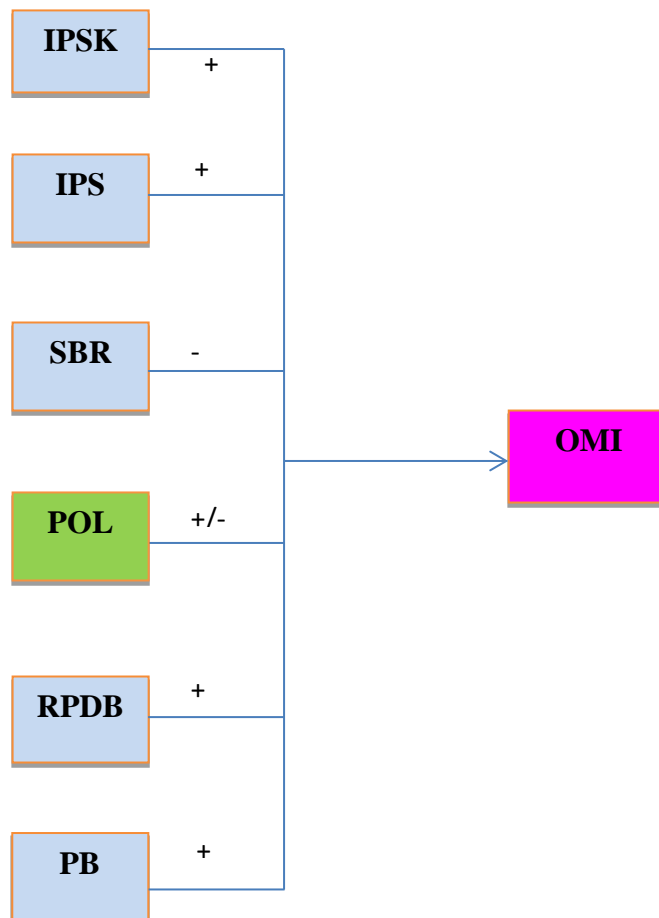 IPSK
+
IPS
+
SBR
-
OMI
POL
+/-
RPDB
+
PB
+